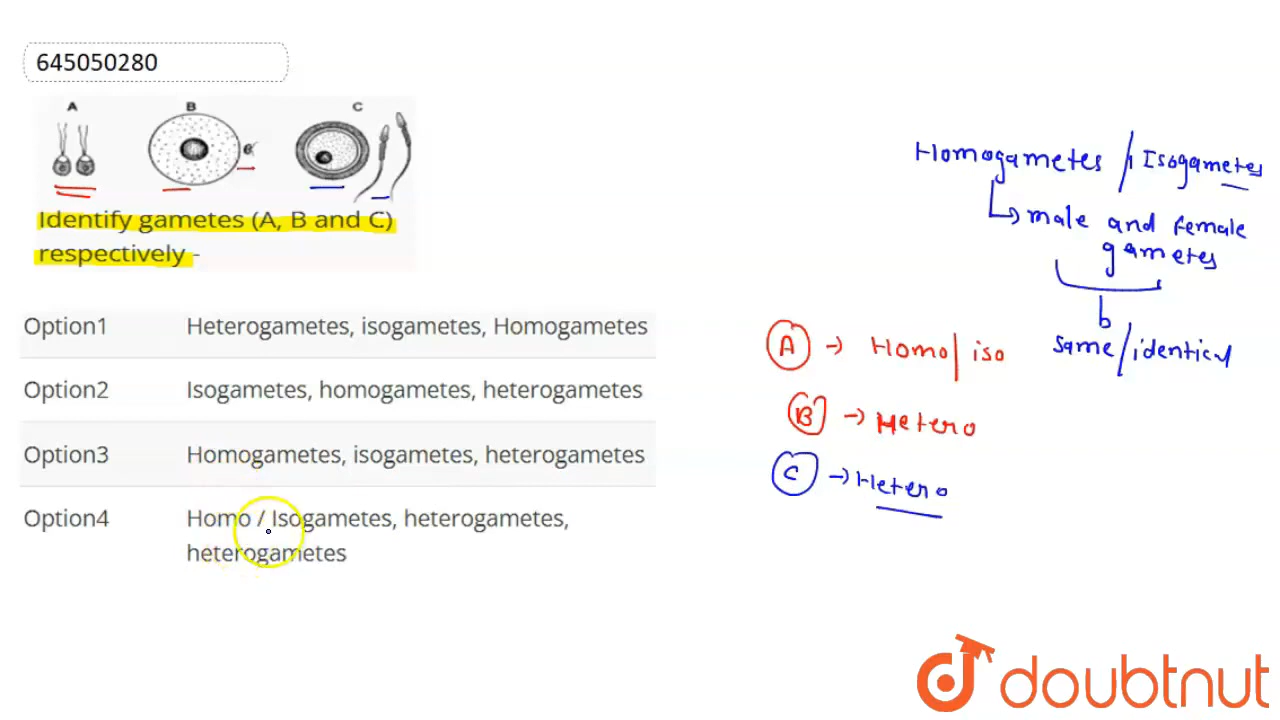 645050280
A B C
Identify gametes (A, B and C)
respectively -
Option1 Heterogametes, isogametes, Homogametes
Option2 Isogametes, homogametes, heterogametes
Option3 Homogametes, isogametes, heterogametes
Option4 Homo / Isogametes, heterogametes,
heterogametes
Homogametes / Isogametes
male and female
gametes
same/identical
A → Homo/iso
B → Hetero
C → Hetero
doubtnut